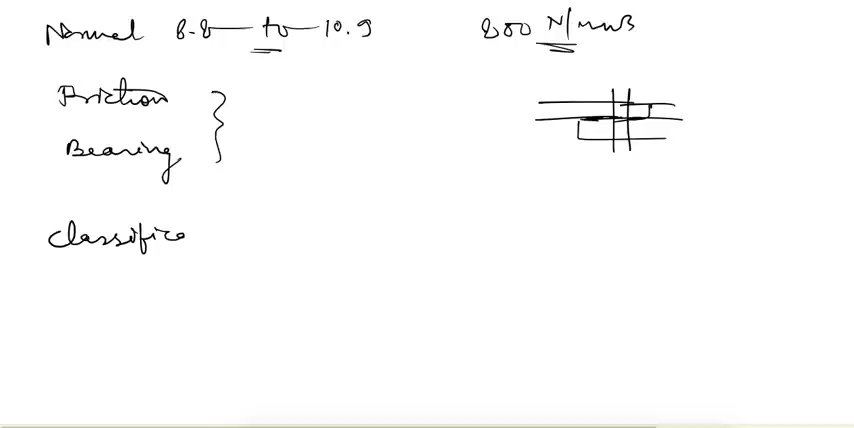 Normal 8.8 — to — 10.9 800 N/mm²
Friction
Bearing
Classifica